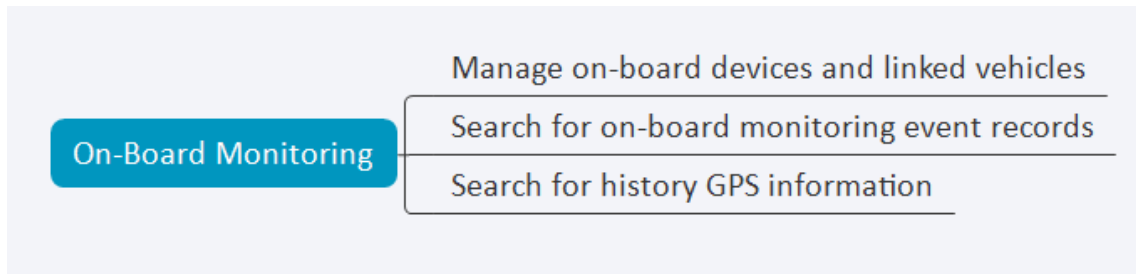 On-Board Monitoring
Manage on-board devices and linked vehicles
Search for on-board monitoring event records
Search for history GPS information